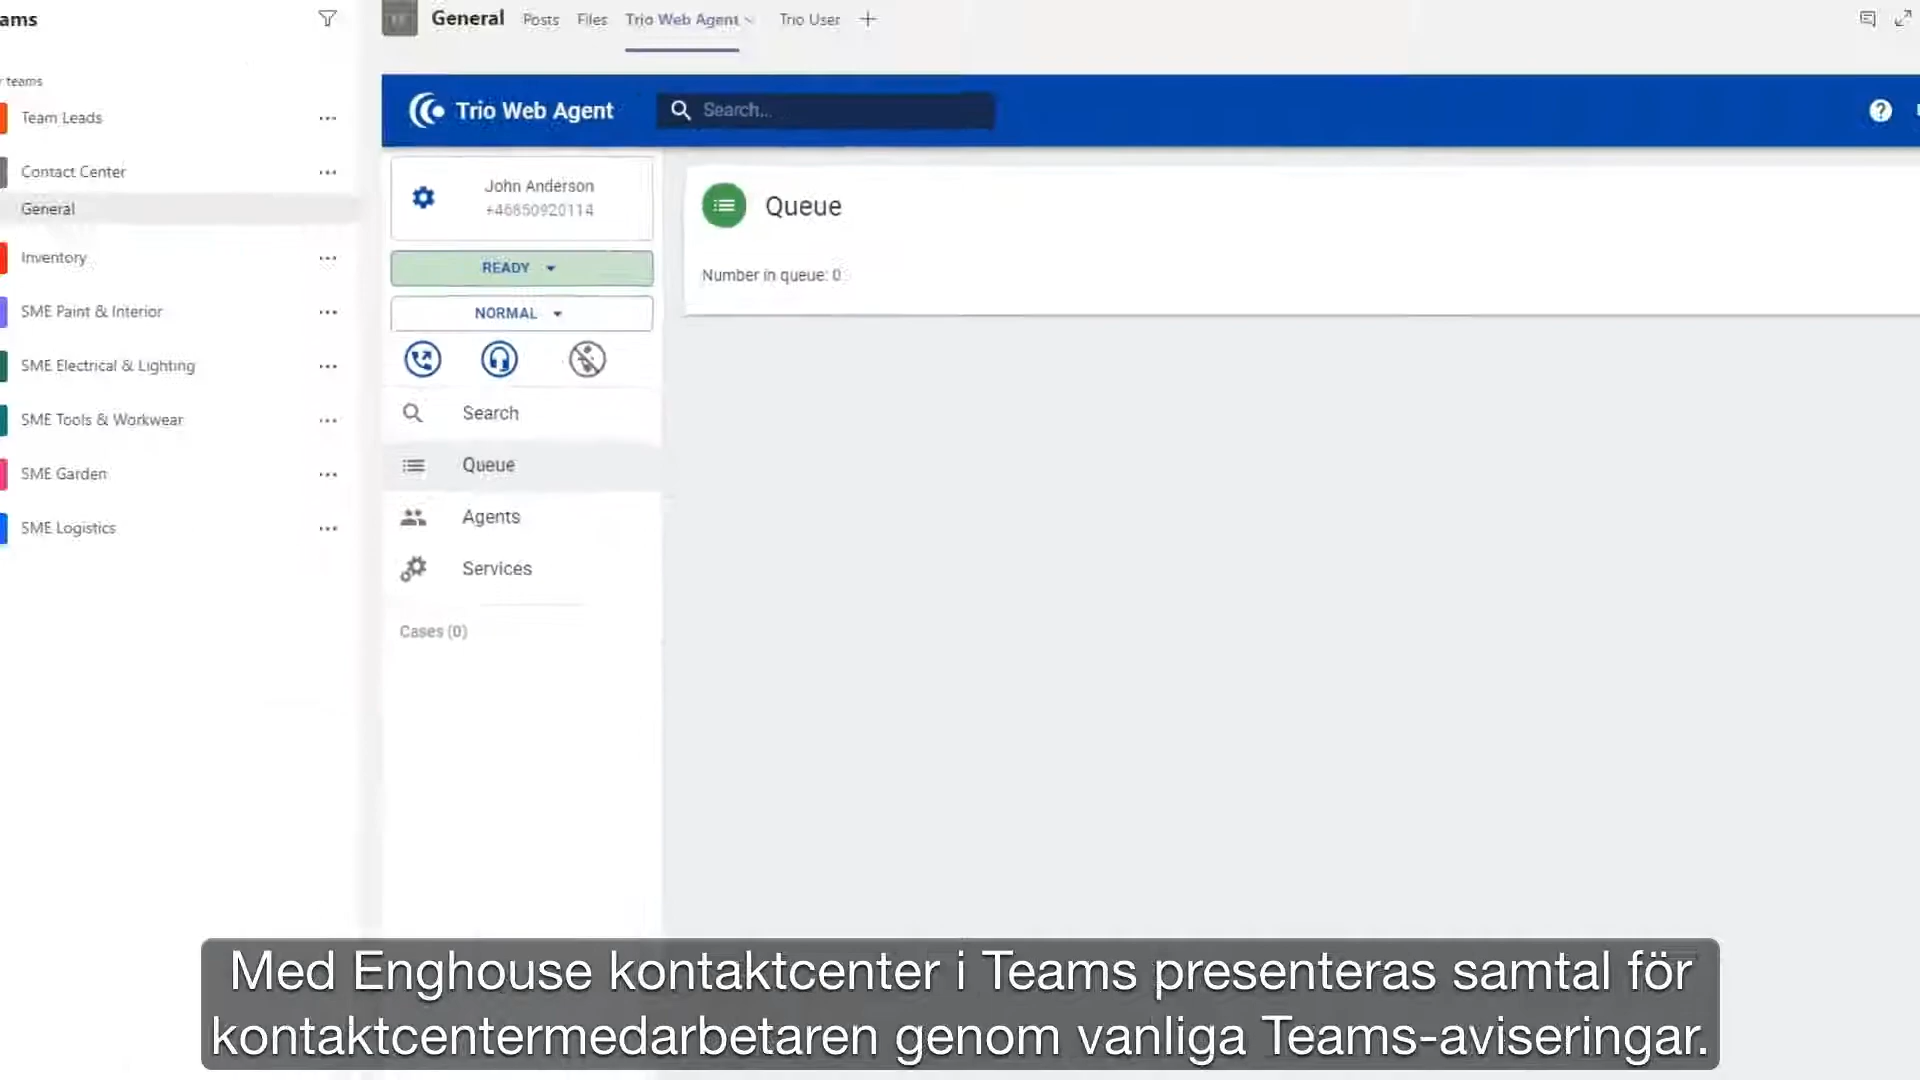 ams
r teams
Team Leads
Contact Center
General
Inventory
SME Paint & Interior
SME Electrical & Lighting
SME Tools & Workwear
SME Garden
SME Logistics
General Posts Files Trio Web Agent Trio User
Trio Web Agent Search...
John Anderson
+46850920114
READY
NORMAL
Search
Queue
Agents
Services
Cases (0)
Queue
Number in queue: 0
Med Enghouse kontaktcenter i Teams presenteras samtal för
kontaktcentermedarbetaren genom vanliga Teams-aviseringar.